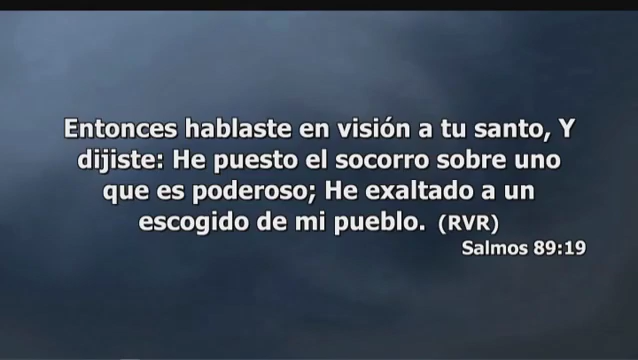 Entonces hablaste en visión a tu santo, Y
dijiste: He puesto el socorro sobre uno
que es poderoso; He exaltado a un
escogido de mi pueblo. (RVR)
Salmos 89:19